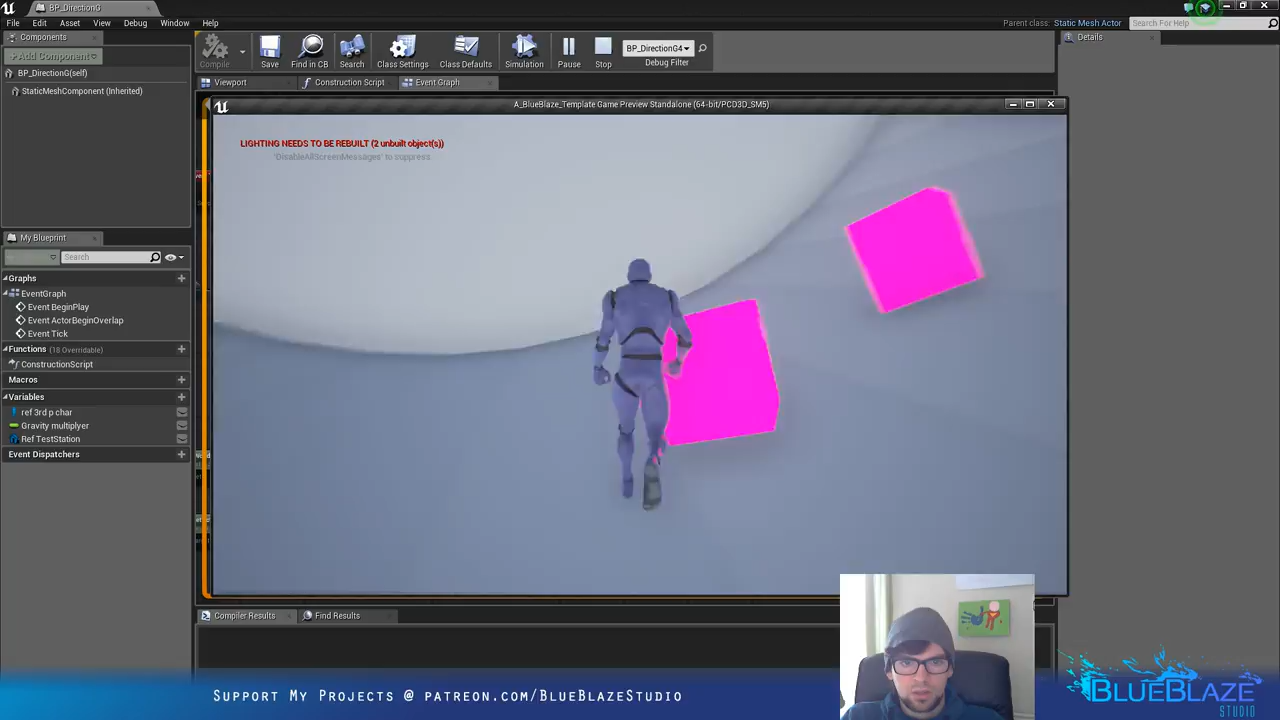 BP_DirectionG
File Edit Asset View Debug Window Help
Parent class: Static Mesh Actor
Search For Help
Components
+Add Component
BP_DirectionG(self)
StaticMeshComponent (Inherited)
Compile
Save
Find in CB
Search
Class Settings
Class Defaults
Simulation
Pause
Stop
BP_DirectionG4
Debug Filter
Details
Viewport
Construction Script
Event Graph
A_BlueBlaze_Template Game Preview Standalone (64-bit/PCD3D_SM5)
LIGHTING NEEDS TO BE REBUILT (2 unbuilt object(s))
'DisableAllScreenMessages' to suppress
My Blueprint
Search
Graphs
EventGraph
Event BeginPlay
Event ActorBeginOverlap
Event Tick
Functions (18 Overridable)
ConstructionScript
Macros
Variables
ref 3rd p char
Gravity multiplyer
Ref TestStation
Event Dispatchers
Compiler Results
Find Results
Support My Projects @ patreon.com/BlueBlazeStudio
BLUEBLAZE
STUDIO